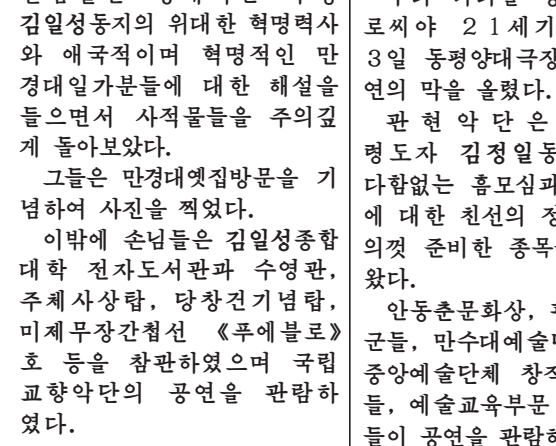 김일성동지의 위대한 혁명력사
와 애국적이며 혁명적인 만
경대일가분들에 대한 해설을
들으면서 사적물들을 주의깊
게 돌아보았다.
그들은 만경대옛집방문을 기
념하여 사진을 찍었다.
이밖에 손님들은 김일성종합
대학 전자도서관과 수영관,
주체사상탑, 당창건기념탑,
미제무장간첩선 《푸에블로》
호 등을 참관하였으며 국립
교향악단의 공연을 관람하
였다.
로씨야 21세기
3일 동평양대극장
연의 막을 올렸다.
관현악단은
령도자 김정일동
다함없는 흠모심과
에 대한 친선의 정
의껏 준비한 종목
왔다.
안동춘문화상,
군들, 만수대예술
중앙예술단체 창작
들, 예술교육부문
들이 공연을 관람하